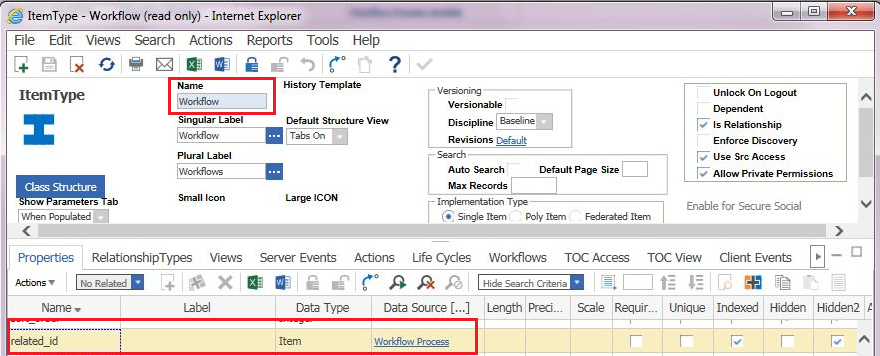 ItemType - Workflow (read only) - Internet Explorer
File Edit Views Search Actions Reports Tools Help
ItemType
Name
Workflow
History Template
Singular Label
Workflow
...
Default Structure View
Tabs On
Plural Label
Workflows
...
Class Structure
Small Icon
Large ICON
Show Parameters Tab
When Populated
Versioning
Versionable
Discipline Baseline
Revisions Default
Search
Auto Search Default Page Size
Max Records
Implementation Type
Single Item Poly Item Federated Item
Unlock On Logout
Dependent
Is Relationship
Enforce Discovery
Use Src Access
Allow Private Permissions
Enable for Secure Social
Properties RelationshipTypes Views Server Events Actions Life Cycles Workflows TOC Access TOC View Client Events
Actions No Related Hide Search Criteria
Name Label Data Type Data Source [...] Length Preci... Scale Requir... Unique Indexed Hidden Hidden2
related_id Item Workflow Process